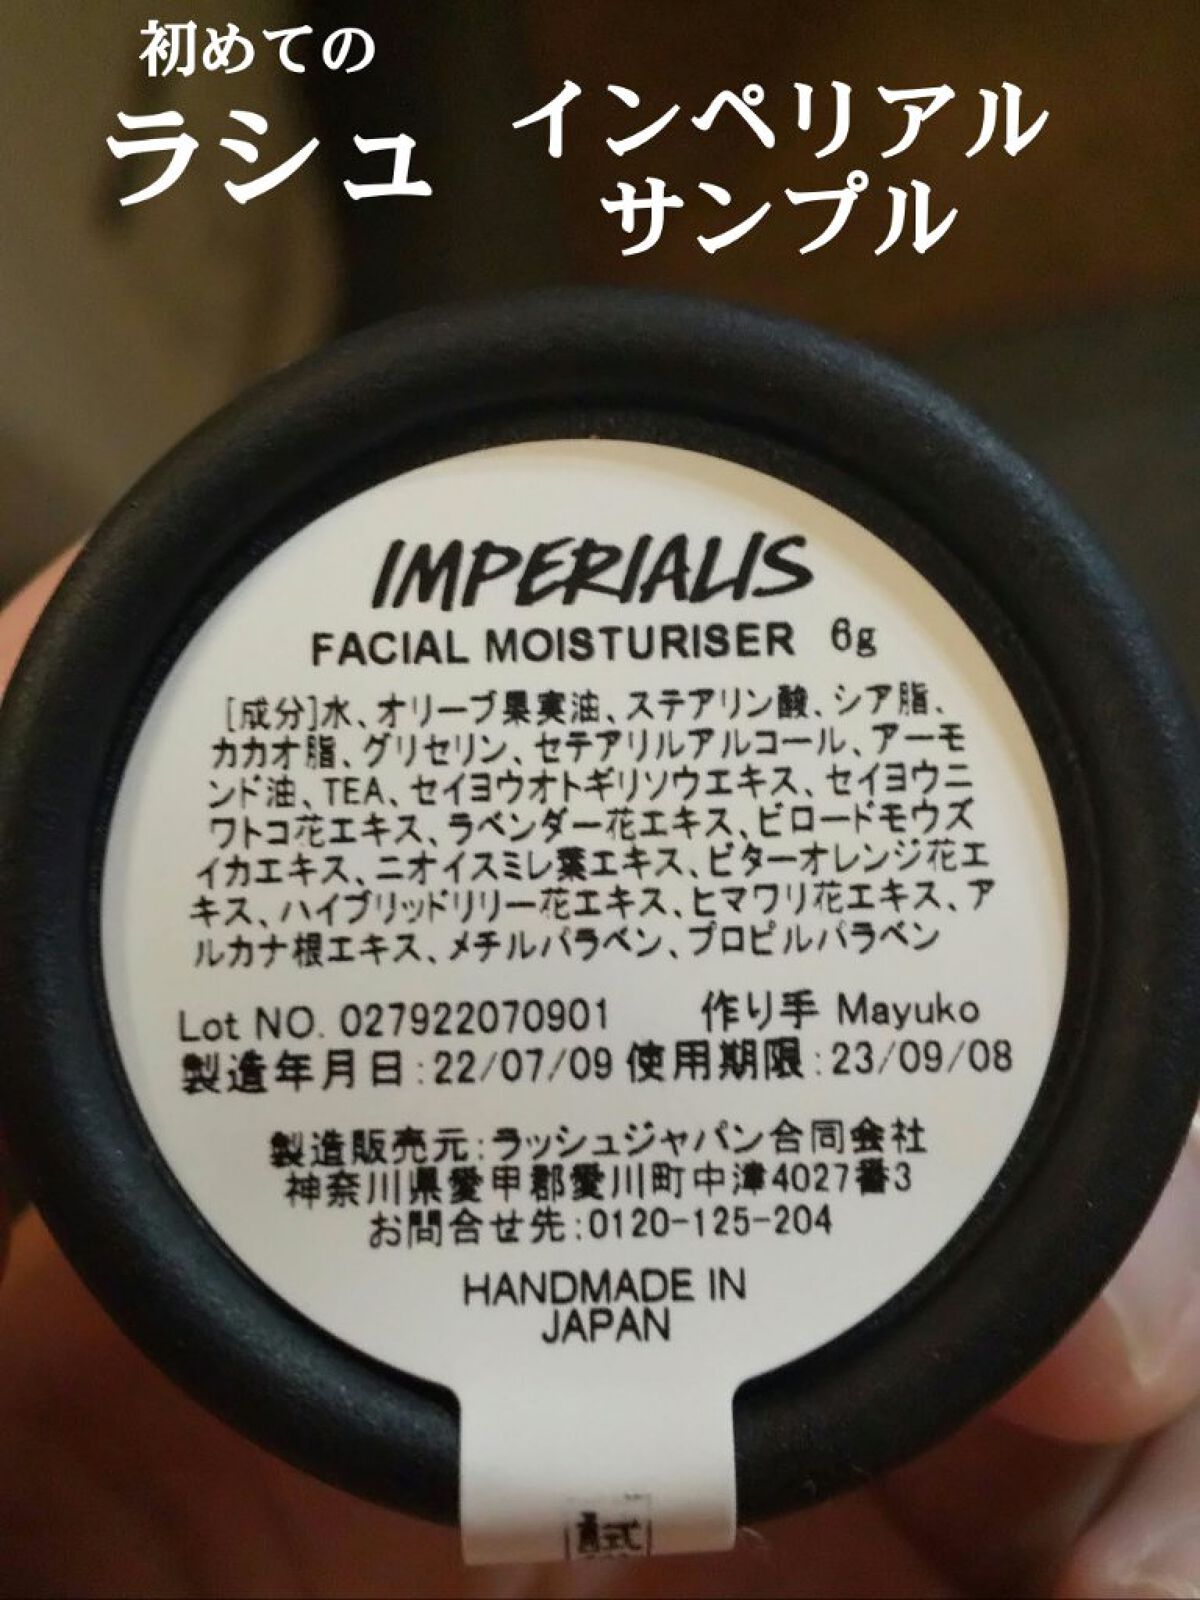 初めての
ラシュ
インペリアル
サンプル
IMPERIALIS
FACIAL MOISTURISER 6g
[成分]水、オリーブ果実油、ステアリン酸、シア脂、
カカオ脂、グリセリン、セテアリルアルコール、アーモ
ンド油、TEA、セイヨウオトギリソウエキス、セイヨウニ
ワトコ花エキス、ラベンダー花エキス、ビロードモウズ
イカエキス、ニオイスミレ葉エキス、ビターオレンジ花エ
キス、ハイブリッドリリー花エキス、ヒマワリ花エキス、ア
ルカナ根エキス、メチルパラベン、プロピルパラベン
Lot NO. 027922070901 作り手 Mayuko
製造年月日:22/07/09 使用期限:23/09/08
製造販売元:ラッシュジャパン合同会社
神奈川県愛甲郡愛川町中津4027番3
お問合せ先:0120-125-204
HANDMADE IN
JAPAN